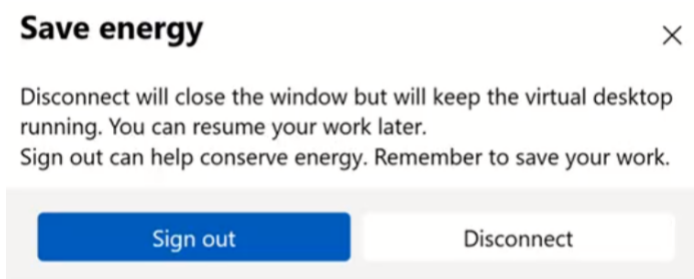 Save energy
Disconnect will close the window but will keep the virtual desktop
running. You can resume your work later.
Sign out can help conserve energy. Remember to save your work.
Sign out
Disconnect